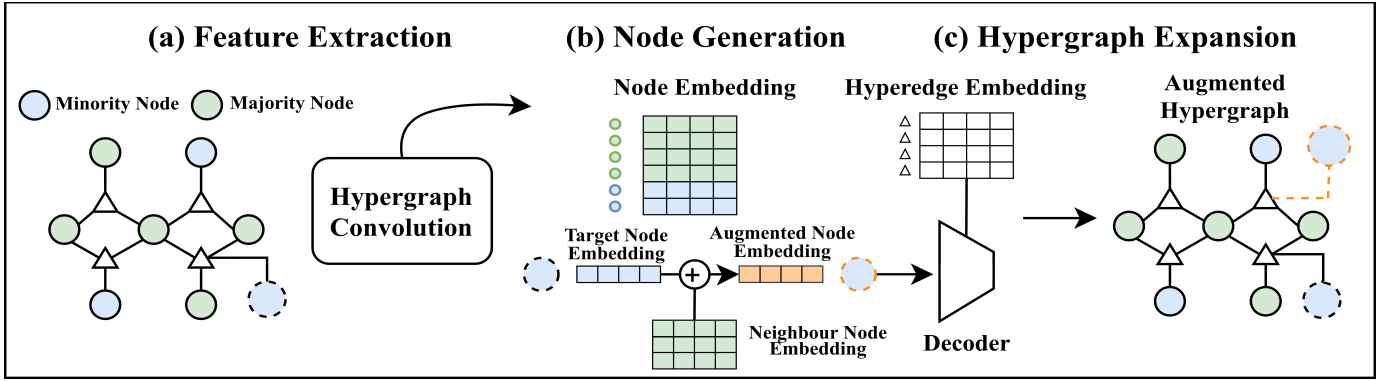 (a) Feature Extraction
Minority Node
Majority Node
Hypergraph
Convolution
(b) Node Generation
Node Embedding
Target Node
Embedding
+
Augmented Node
Embedding
Neighbour Node
Embedding
(c) Hypergraph Expansion
Hyperedge Embedding
Decoder
Augmented
Hypergraph